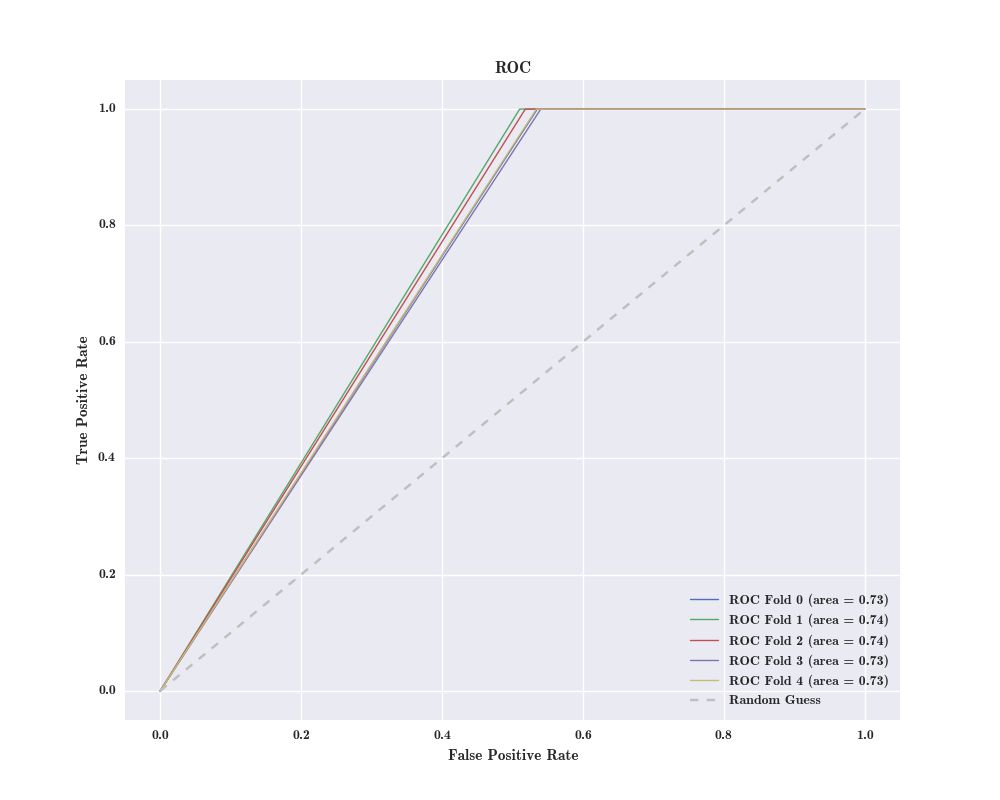 ROC
1.0
0.8
0.6
0.4
0.2
0.0
True Positive Rate
ROC Fold 0 (area = 0.73)
ROC Fold 1 (area = 0.74)
ROC Fold 2 (area = 0.74)
ROC Fold 3 (area = 0.73)
ROC Fold 4 (area = 0.73)
Random Guess
0.0 0.2 0.4 0.6 0.8 1.0
False Positive Rate